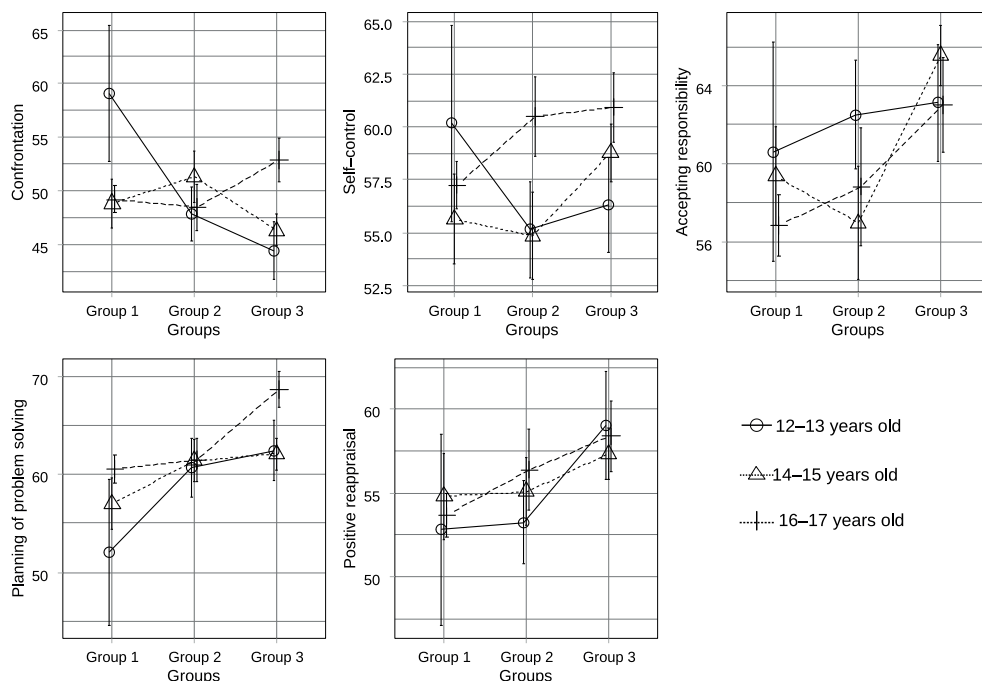 Confrontation
65
60
55
50
45
Group 1 Group 2 Group 3
Groups
Self–control
65.0
62.5
60.0
57.5
55.0
52.5
Group 1 Group 2 Group 3
Groups
Accepting responsibility
64
60
56
Group 1 Group 2 Group 3
Groups
Planning of problem solving
70
60
50
Group 1 Group 2 Group 3
Groups
Positive reappraisal
60
55
50
Group 1 Group 2 Group 3
Groups
12–13 years old
14–15 years old
16–17 years old